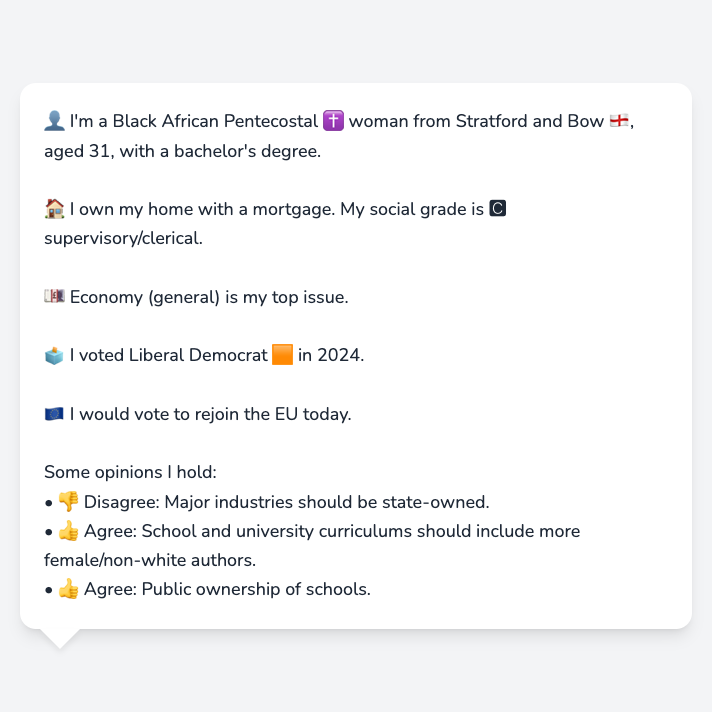 👤 I'm a Black African Pentecostal ✝️ woman from Stratford and Bow 🏴󠁧󠁢󠁥󠁮󠁧󠁿,
aged 31, with a bachelor's degree.
🏠 I own my home with a mortgage. My social grade is 🅲
supervisory/clerical.
💷 Economy (general) is my top issue.
🗳️ I voted Liberal Democrat 🟧 in 2024.
🇪🇺 I would vote to rejoin the EU today.
Some opinions I hold:
• 👎 Disagree: Major industries should be state-owned.
• 👍 Agree: School and university curriculums should include more
female/non-white authors.
• 👍 Agree: Public ownership of schools.